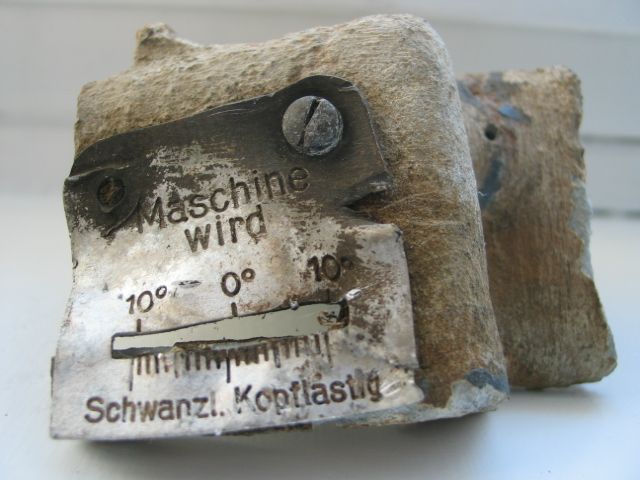 Maschine
wird
10° 0° 10°
Schwanzl. Kopflastig